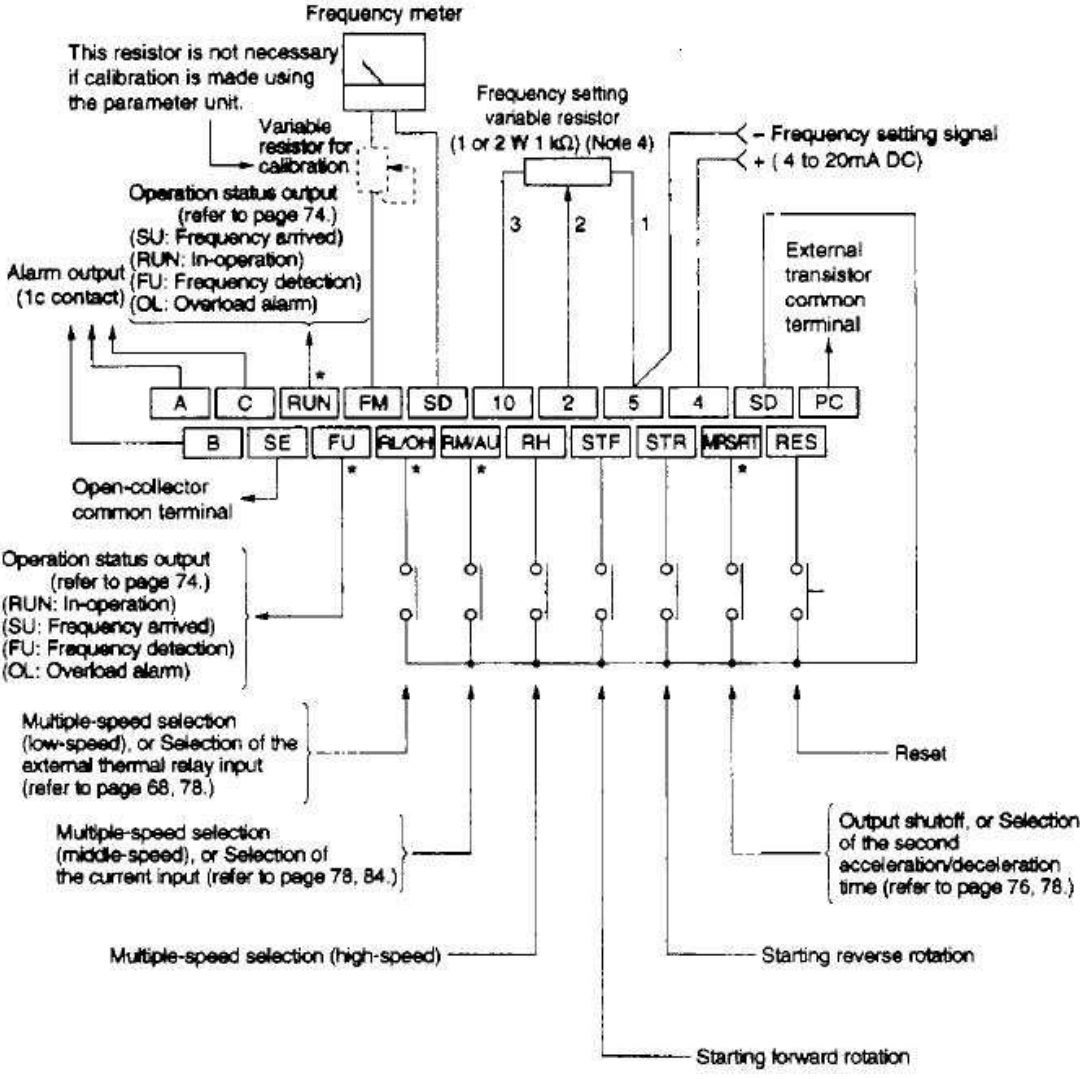 Frequency meter
This resistor is not necessary
if calibration is made using
the parameter unit.
Variable
resistor for
calibration
Frequency setting
variable resistor
(1 or 2 W 1 kΩ) (Note 4)
3
2
1
– Frequency setting signal
+ ( 4 to 20mA DC)
Operation status output
(refer to page 74.)
(SU: Frequency arrived)
(RUN: In-operation)
(FU: Frequency detection)
(OL: Overload alarm)
Alarm output
(1c contact)
External
transistor
common
terminal
*
A
C
RUN
FM
SD
10
2
5
4
SD
PC
B
SE
FU
RL/OH
RM/AU
RH
STF
STR
MRS/RT
RES
*
*
*
*
Open-collector
common terminal
Operation status output
(refer to page 74.)
(RUN: In-operation)
(SU: Frequency arrived)
(FU: Frequency detection)
(OL: Overload alarm)
Multiple-speed selection
(low-speed), or Selection of the
external thermal relay input
(refer to page 68, 78.)
Reset
Multiple-speed selection
(middle-speed), or Selection of
the current input (refer to page 78, 84.)
Output shutoff, or Selection
of the second
acceleration/deceleration
time (refer to page 76, 78.)
Multiple-speed selection (high-speed)
Starting reverse rotation
Starting forward rotation